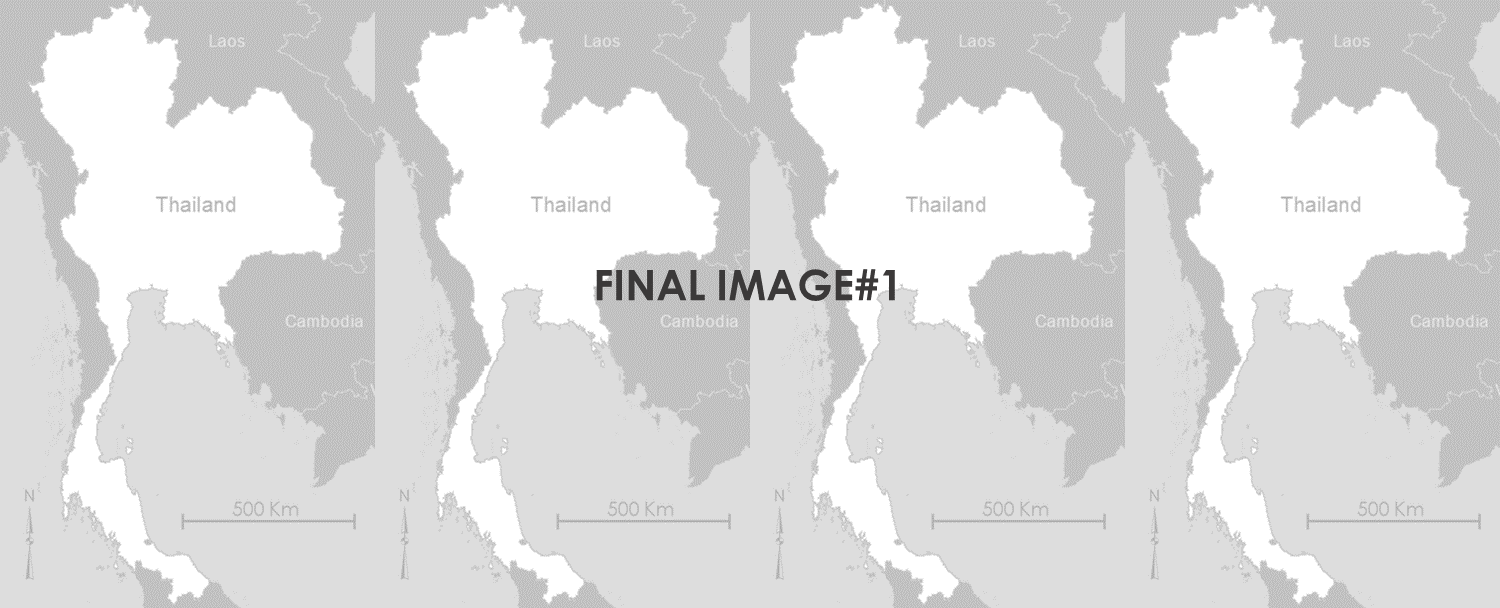 Laos Laos Laos Laos
Thailand Thailand Thailand Thailand
FINAL IMAGE#1
Cambodia Cambodia Cambodia Cambodia
N N N N
500 Km 500 Km 500 Km 500 Km